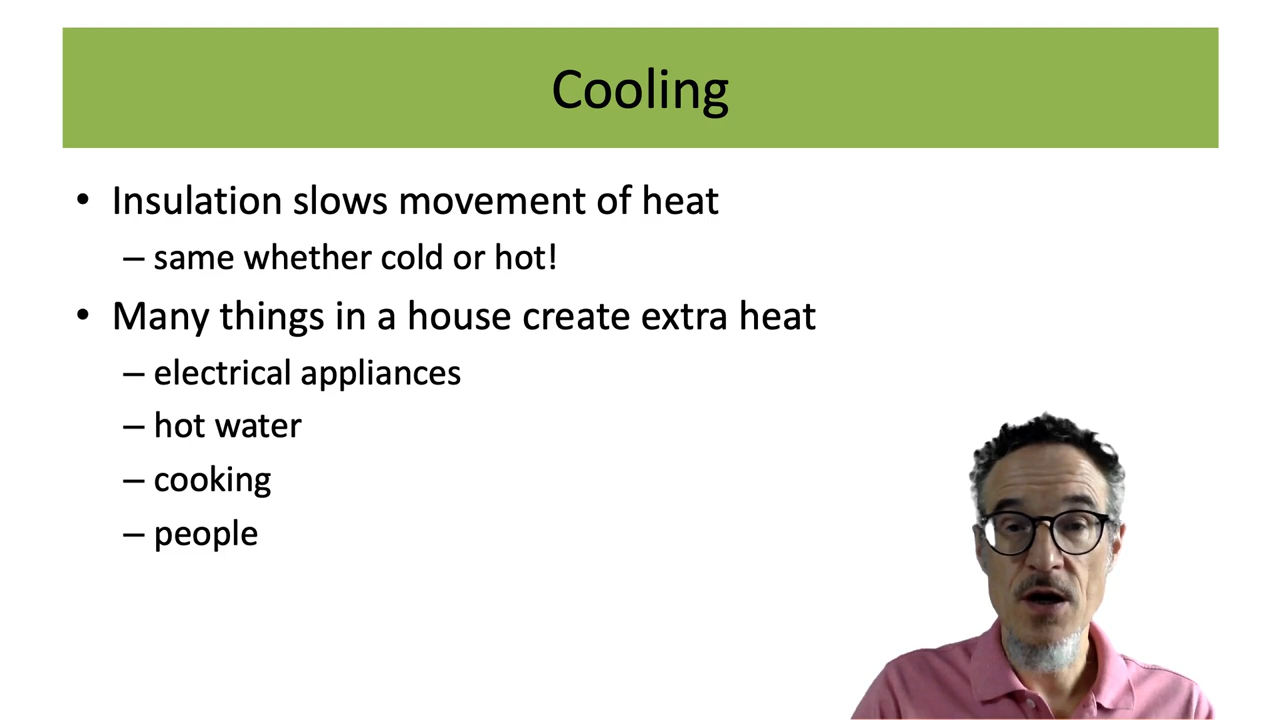 Cooling
• Insulation slows movement of heat
– same whether cold or hot!
• Many things in a house create extra heat
– electrical appliances
– hot water
– cooking
– people